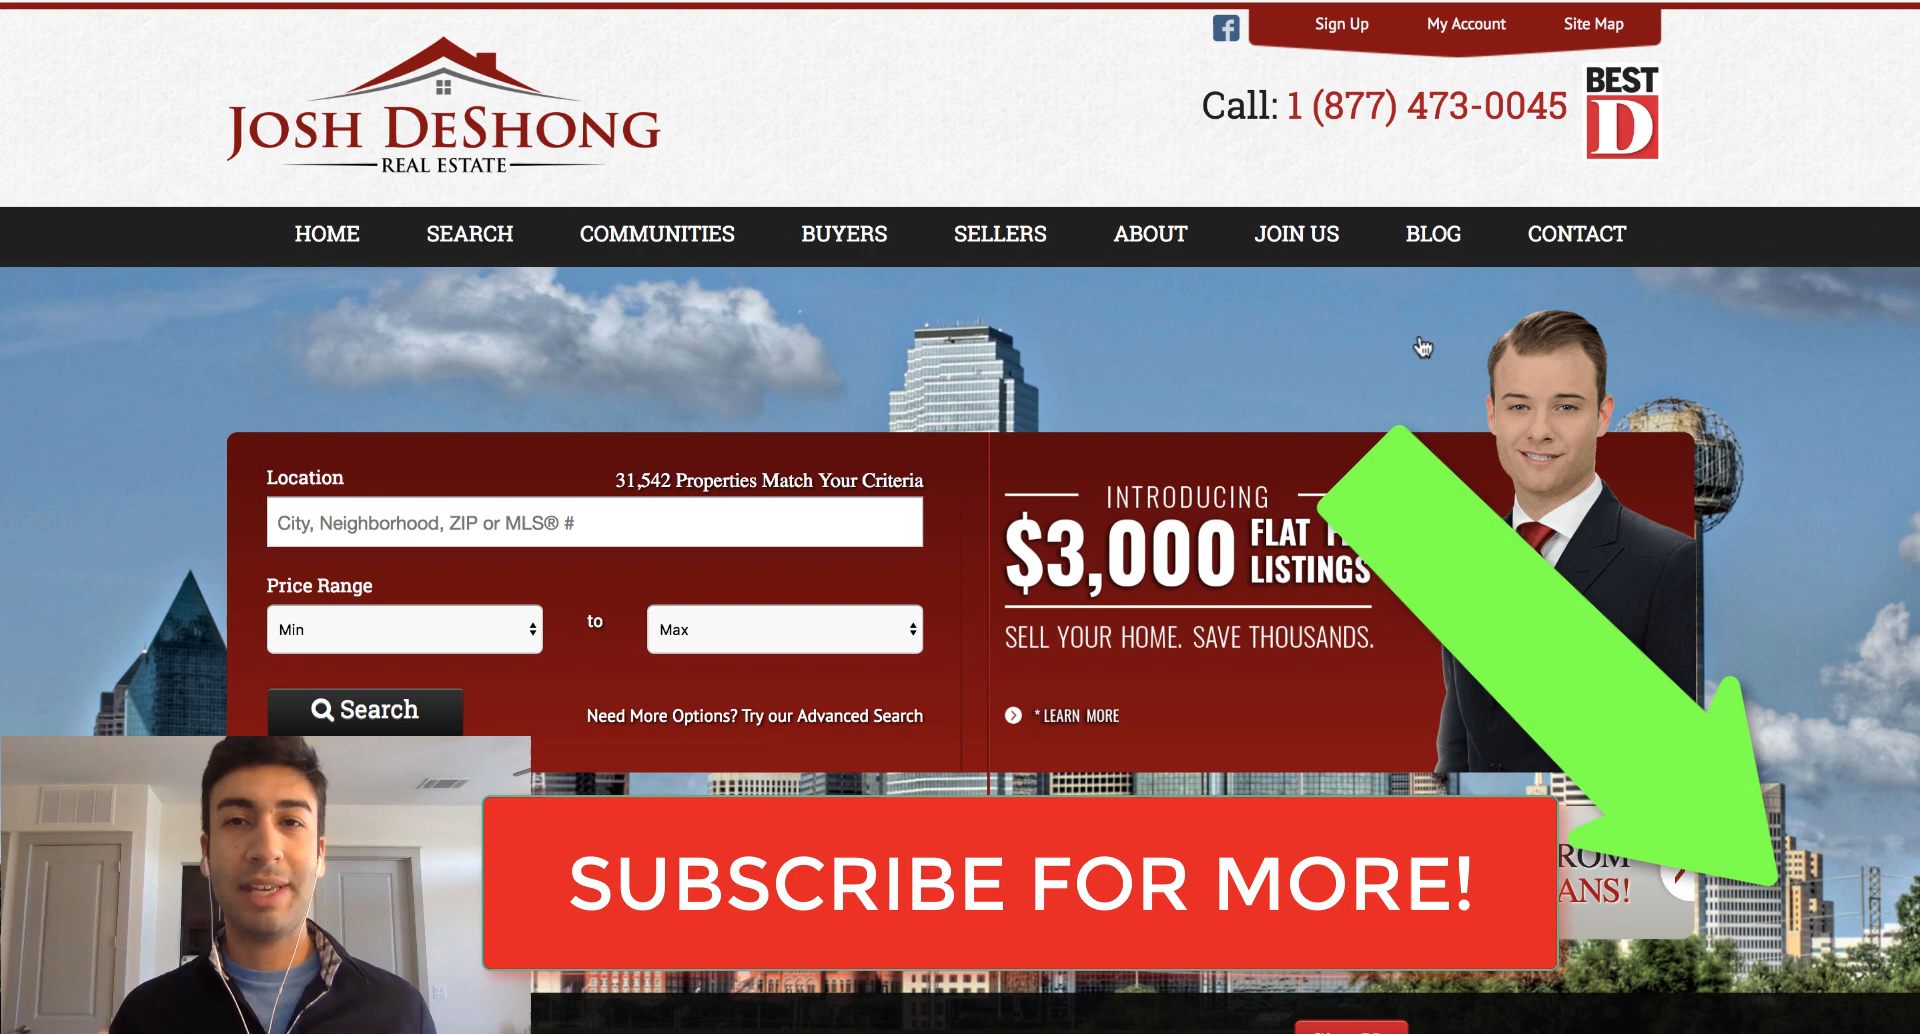 Sign Up
My Account
Site Map
JOSH DESHONG
REAL ESTATE
Call: 1 (877) 473-0045
BEST
D
HOME
SEARCH
COMMUNITIES
BUYERS
SELLERS
ABOUT
JOIN US
BLOG
CONTACT
Location
31,542 Properties Match Your Criteria
City, Neighborhood, ZIP or MLS® #
Price Range
Min
to
Max
Search
Need More Options? Try our Advanced Search
INTRODUCING
$3,000 FLAT
LISTINGS
SELL YOUR HOME. SAVE THOUSANDS.
* LEARN MORE
SUBSCRIBE FOR MORE!